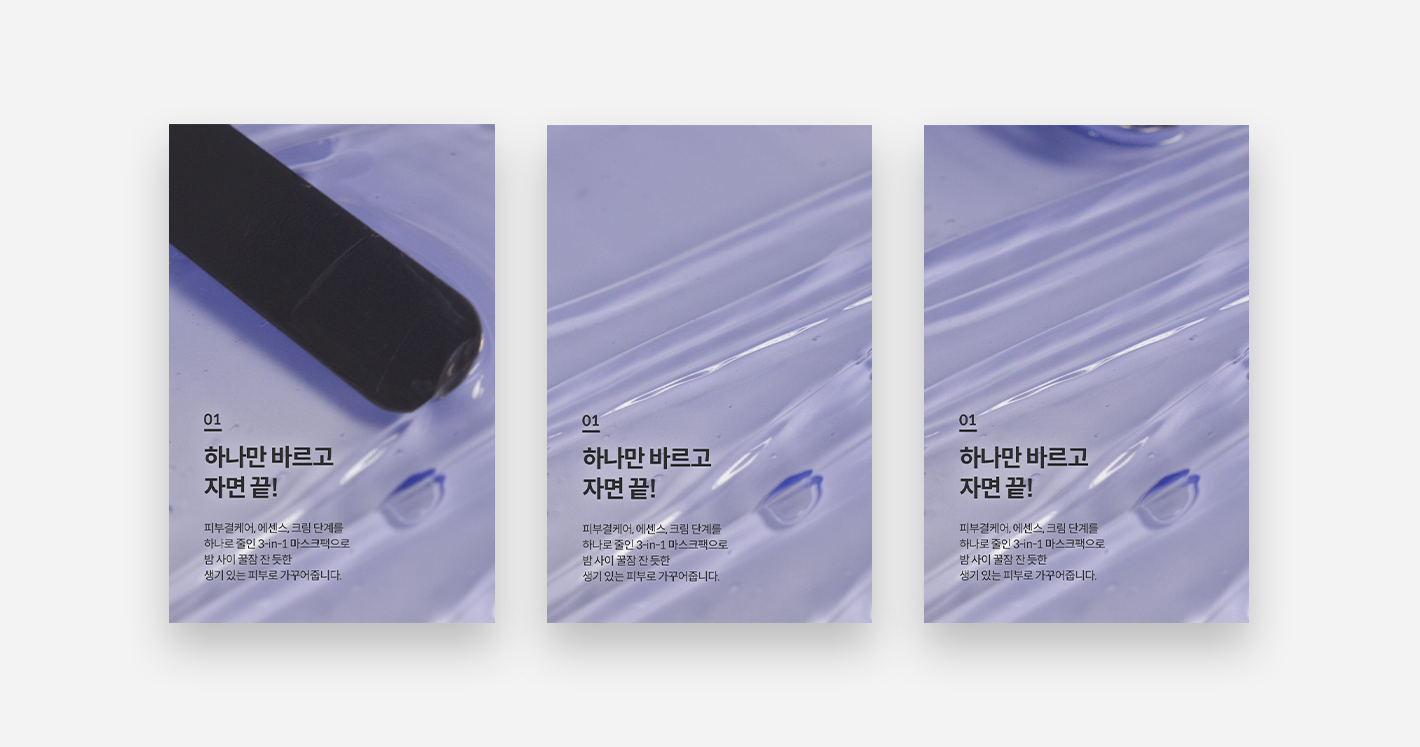 01
하나만 바르고
자면 끝!
피부결케어, 에센스, 크림 단계를
하나로 줄인 3-in-1 마스크팩으로
밤 사이 꿀잠 잔 듯한
생기 있는 피부로 가꾸어줍니다.
01
하나만 바르고
자면 끝!
피부결케어, 에센스, 크림 단계를
하나로 줄인 3-in-1 마스크팩으로
밤 사이 꿀잠 잔 듯한
생기 있는 피부로 가꾸어줍니다.
01
하나만 바르고
자면 끝!
피부결케어, 에센스, 크림 단계를
하나로 줄인 3-in-1 마스크팩으로
밤 사이 꿀잠 잔 듯한
생기 있는 피부로 가꾸어줍니다.